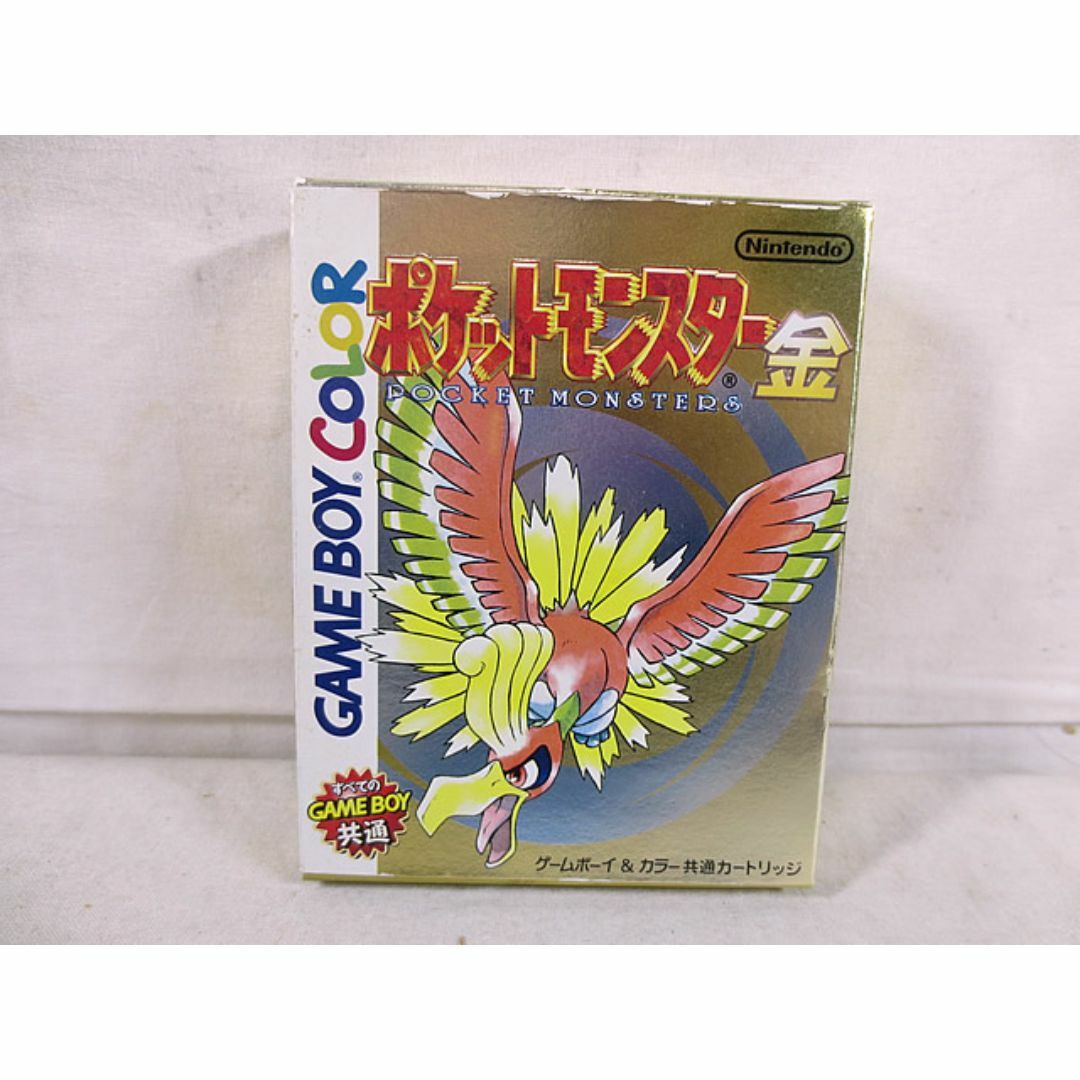 Nintendo®
ポケットモンスター金
POCKET MONSTERS®
GAME BOY® COLOR
すべての
GAME BOY
共通
ゲームボーイ & カラー共通カートリッジ